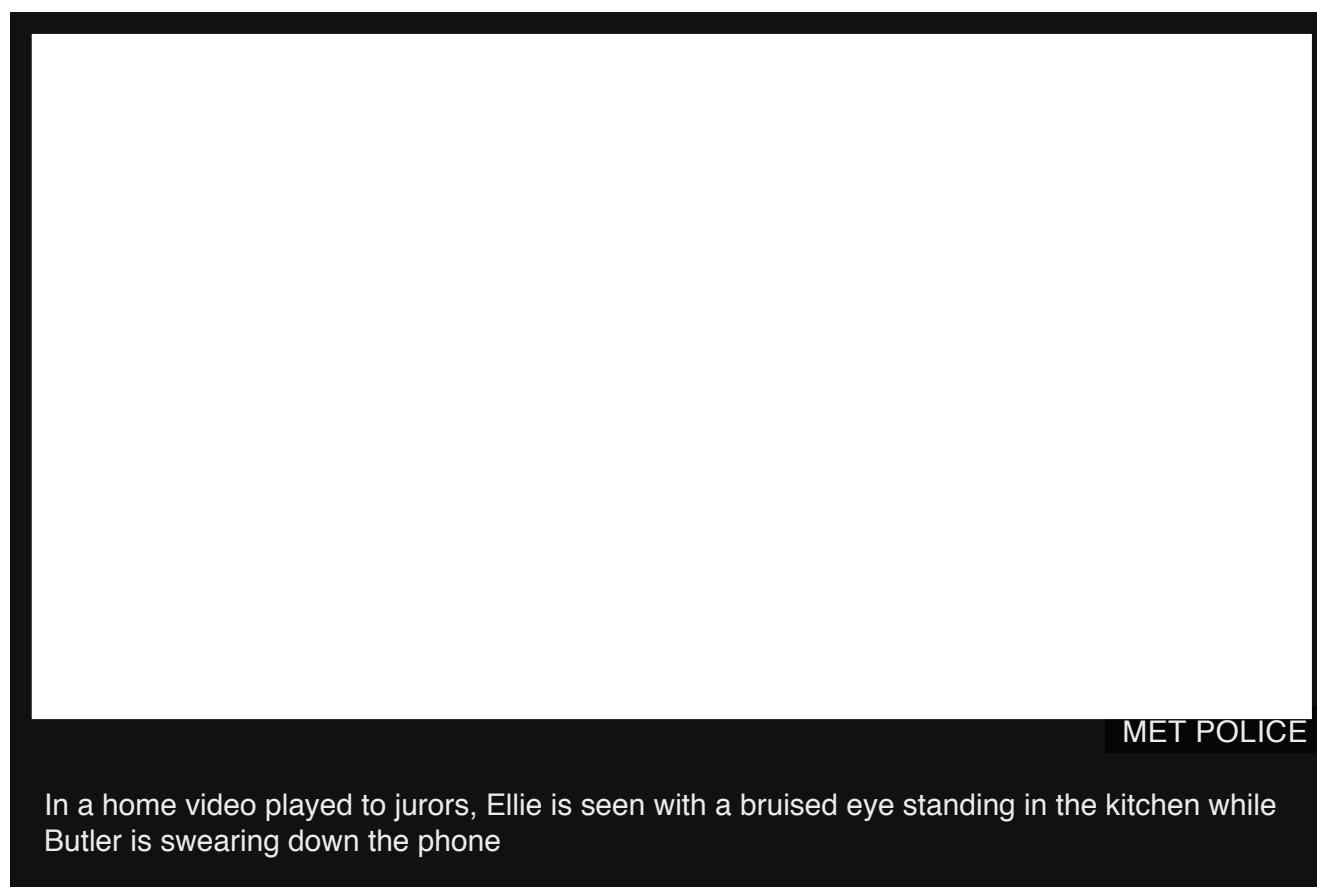 MET POLICE
In a home video played to jurors, Ellie is seen with a bruised eye standing in the kitchen while
Butler is swearing down the phone